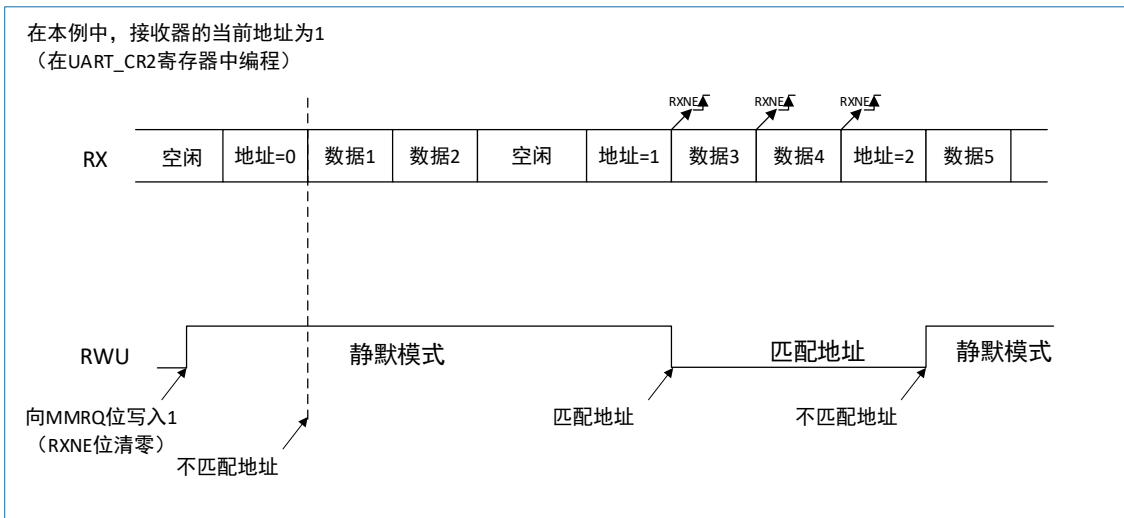 在本例中，接收器的当前地址为1
（在UART_CR2寄存器中编程）
RXNE RXNE RXNE
RX 空闲 地址=0 数据1 数据2 空闲 地址=1 数据3 数据4 地址=2 数据5
RWU 静默模式 匹配地址 静默模式
向MMRQ位写入1
（RXNE位清零）
不匹配地址
匹配地址
不匹配地址